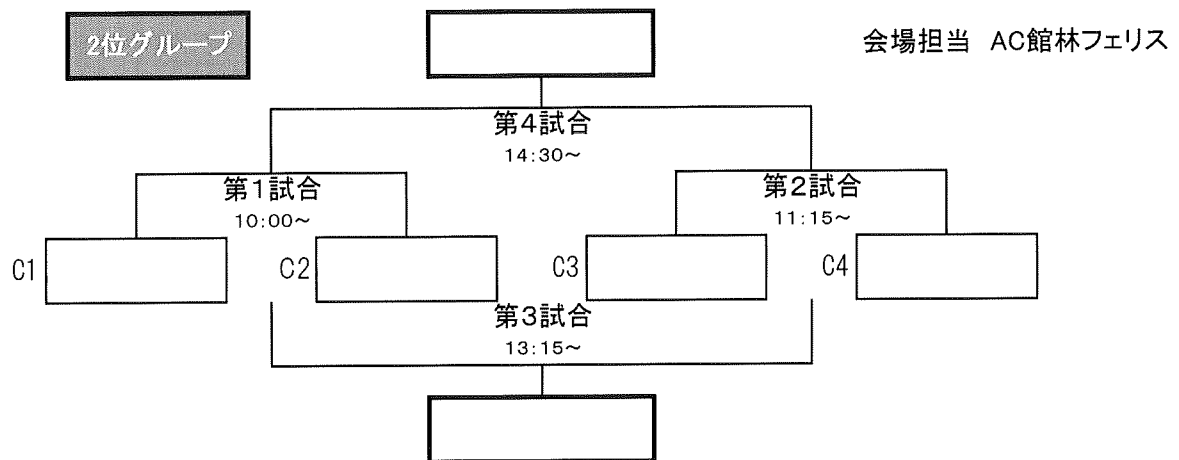 2位グループ
会場担当 AC館林フェリス
第4試合
14:30～
第1試合
10:00～
第2試合
11:15～
C1
C2
C3
C4
第3試合
13:15～